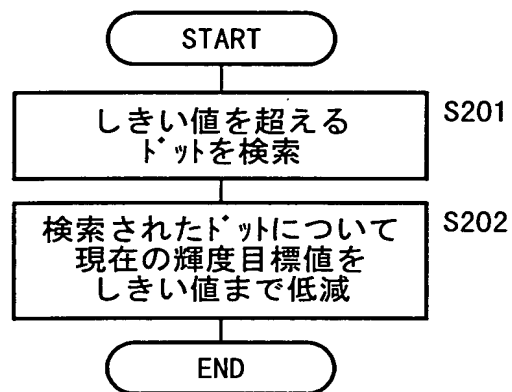 START
しきい値を超える
ﾄﾞｯﾄを検索
S201
検索されたﾄﾞｯﾄについて
現在の輝度目標値を
しきい値まで低減
S202
END